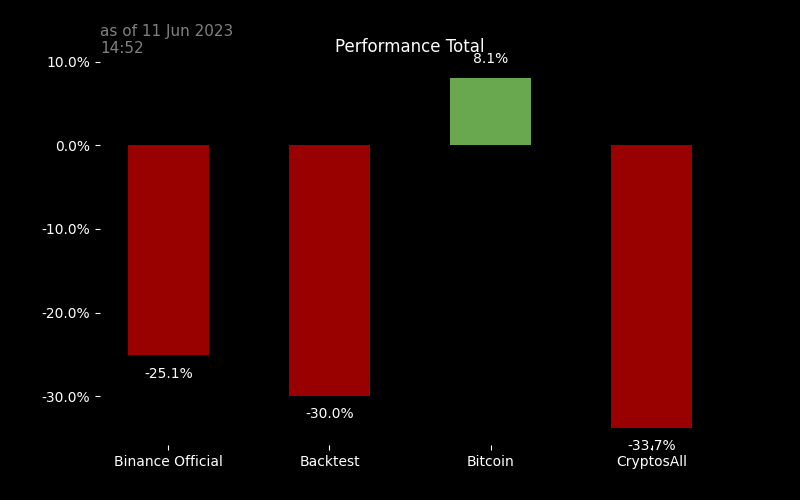 as of 11 Jun 2023
14:52
Performance Total
10.0%
8.1%
0.0%
-10.0%
-20.0%
-25.1%
-30.0%
-30.0%
-33.7%
Binance Official
Backtest
Bitcoin
CryptosAll